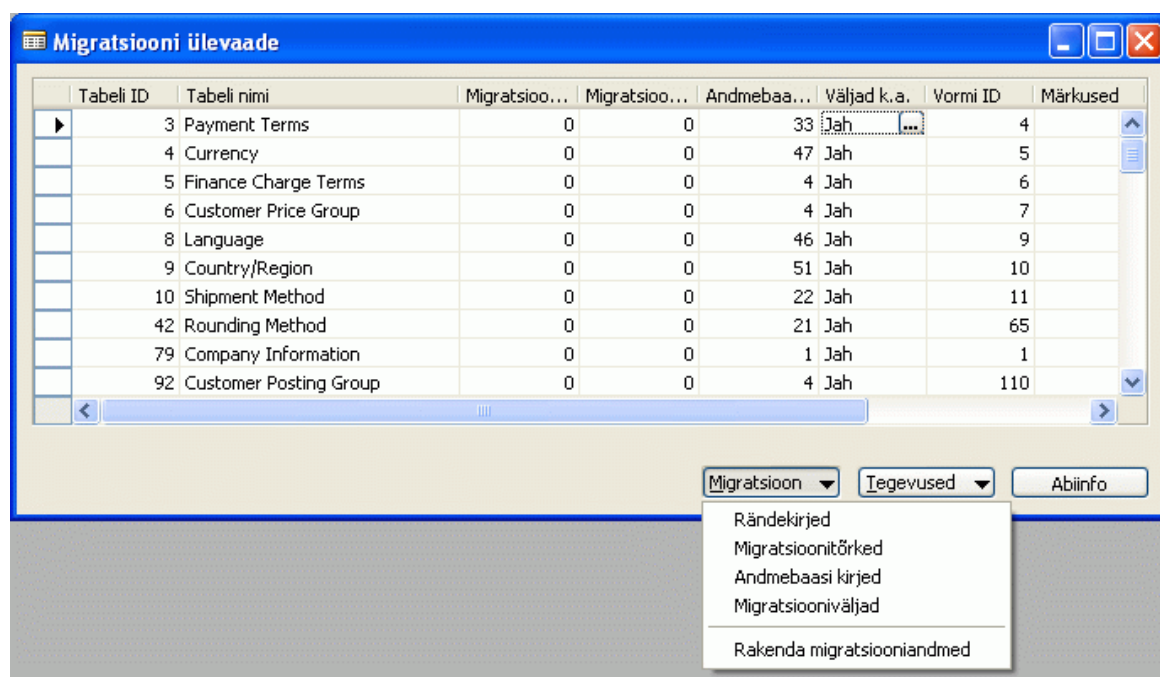 Migratsiooni ülevaade
Tabeli ID Tabeli nimi Migratsioo... Migratsioo... Andmebaa... Väljad k.a. Vormi ID Märkused
3 Payment Terms 0 0 33 Jah ... 4
4 Currency 0 0 47 Jah 5
5 Finance Charge Terms 0 0 4 Jah 6
6 Customer Price Group 0 0 4 Jah 7
8 Language 0 0 46 Jah 9
9 Country/Region 0 0 51 Jah 10
10 Shipment Method 0 0 22 Jah 11
42 Rounding Method 0 0 21 Jah 65
79 Company Information 0 0 1 Jah 1
92 Customer Posting Group 0 0 4 Jah 110
Migratsioon Tegevused Abiinfo
Rändekirjed
Migratsioonitõrked
Andmebaasi kirjed
Migratsiooniväljad
Rakenda migratsiooniandmed